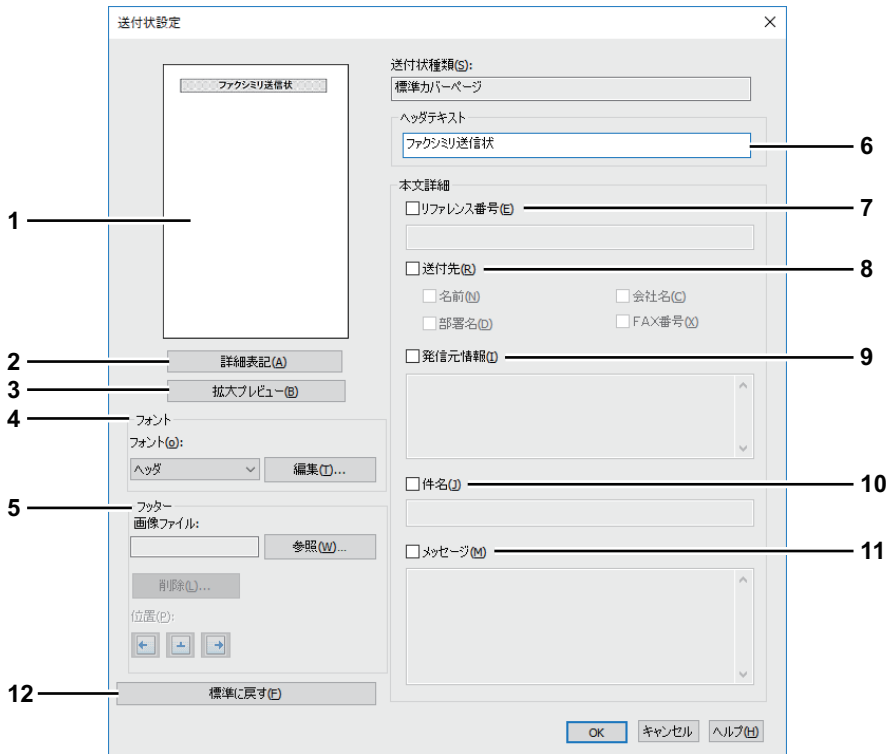 送付状設定
ファクシミリ送信状
1
2
詳細表記(A)
3
拡大プレビュー(B)
4
フォント
フォント(o):
ヘッダ
編集(T)...
5
フッター
画像ファイル:
参照(W)...
削除(L)...
位置(P):
12
標準に戻す(F)
送付状種類(S):
標準カバーページ
ヘッダテキスト
ファクシミリ送信状
6
本文詳細
リファレンス番号(E)
7
送付先(R)
8
名前(N) 会社名(C)
部署名(D) FAX番号(X)
発信元情報(I)
9
件名(J)
10
メッセージ(M)
11
OK キャンセル ヘルプ(H)